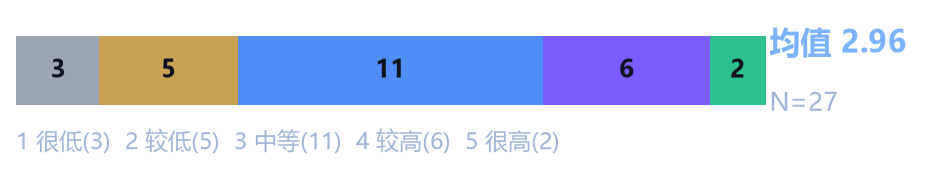 3 5 11 6 2 均值 2.96
N=27
1 很低(3) 2 较低(5) 3 中等(11) 4 较高(6) 5 很高(2)